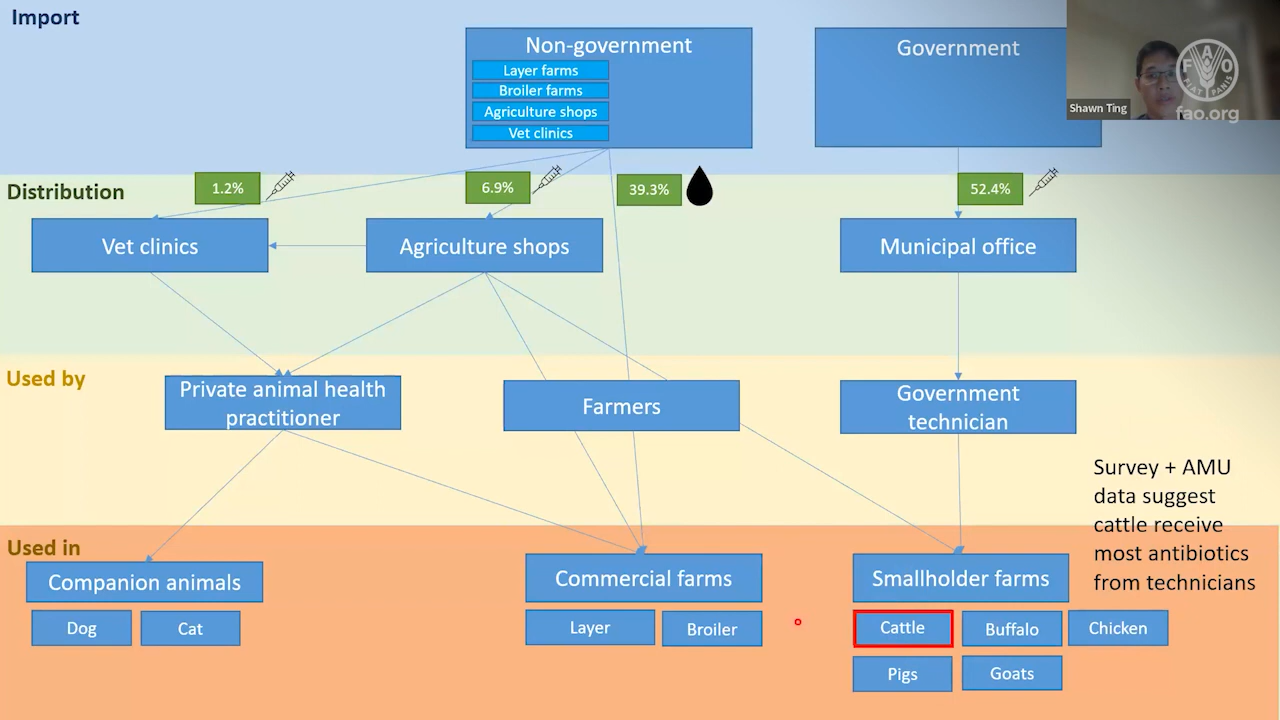 Import
Non-government
Layer farms
Broiler farms
Agriculture shops
Vet clinics
Government
Shawn Ting
F A O
FIAT PANIS
fao.org
Distribution
1.2%
6.9%
39.3%
52.4%
Vet clinics
Agriculture shops
Municipal office
Used by
Private animal health
practitioner
Farmers
Government
technician
Survey + AMU
data suggest
cattle receive
most antibiotics
from technicians
Used in
Companion animals
Dog
Cat
Commercial farms
Layer
Broiler
Smallholder farms
Cattle
Buffalo
Chicken
Pigs
Goats